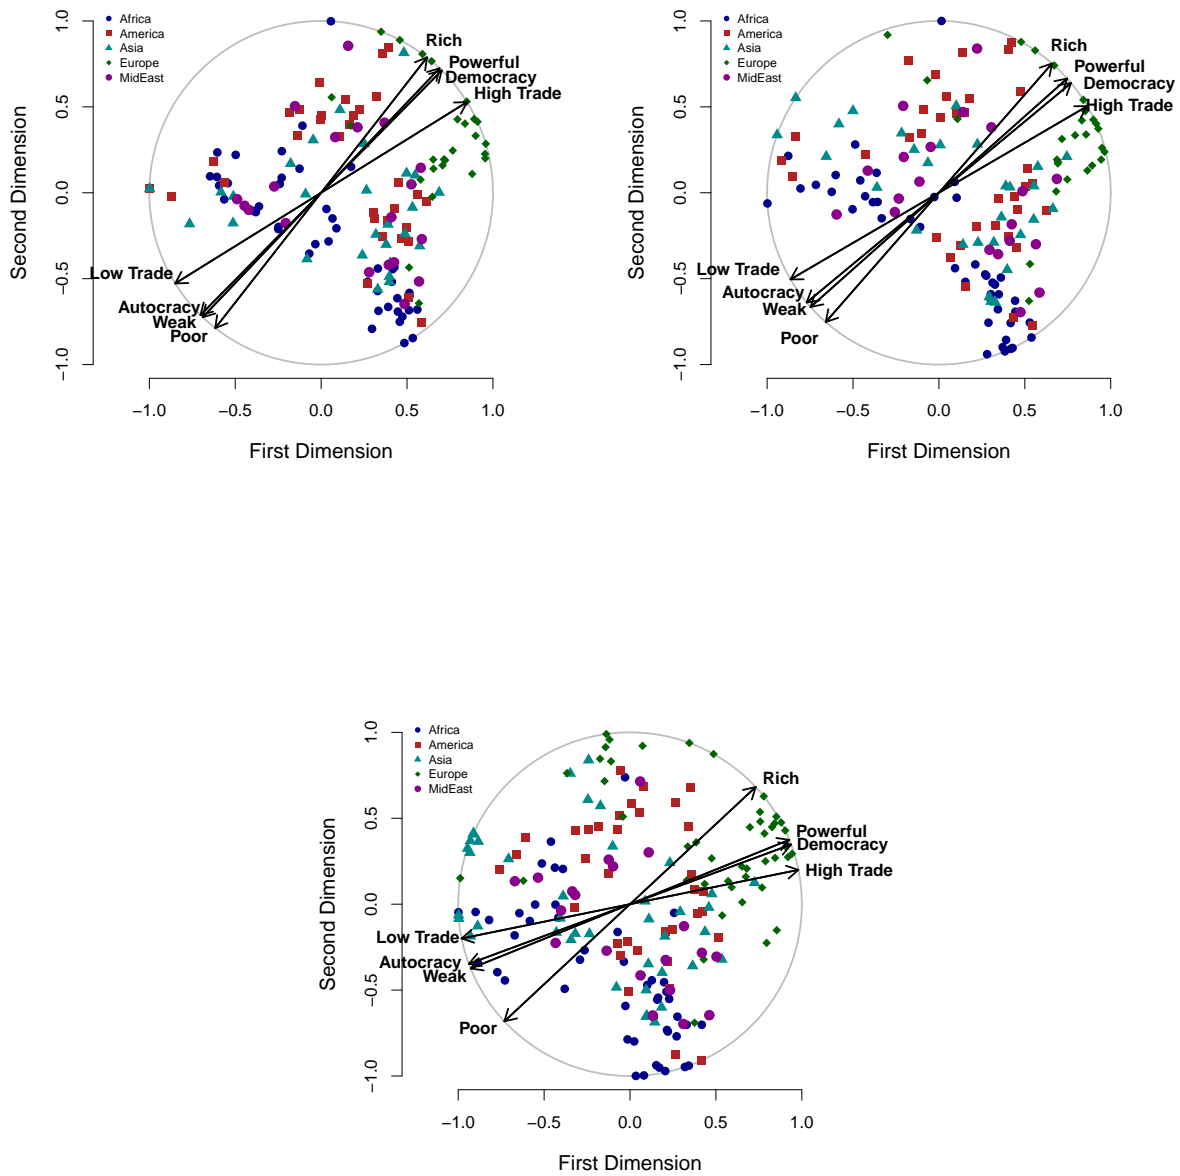 1.0
0.5
0.0
−0.5
−1.0
Second Dimension
Africa
America
Asia
Europe
MidEast
Rich
Powerful
Democracy
High Trade
Low Trade
Autocracy
Weak
Poor
−1.0 −0.5 0.0 0.5 1.0
First Dimension
1.0
0.5
0.0
−0.5
−1.0
Second Dimension
Africa
America
Asia
Europe
MidEast
Rich
Powerful
Democracy
High Trade
Low Trade
Autocracy
Weak
Poor
−1.0 −0.5 0.0 0.5 1.0
First Dimension
1.0
0.5
0.0
−0.5
−1.0
Second Dimension
Africa
America
Asia
Europe
MidEast
Rich
Powerful
Democracy
High Trade
Low Trade
Autocracy
Weak
Poor
−1.0 −0.5 0.0 0.5 1.0
First Dimension